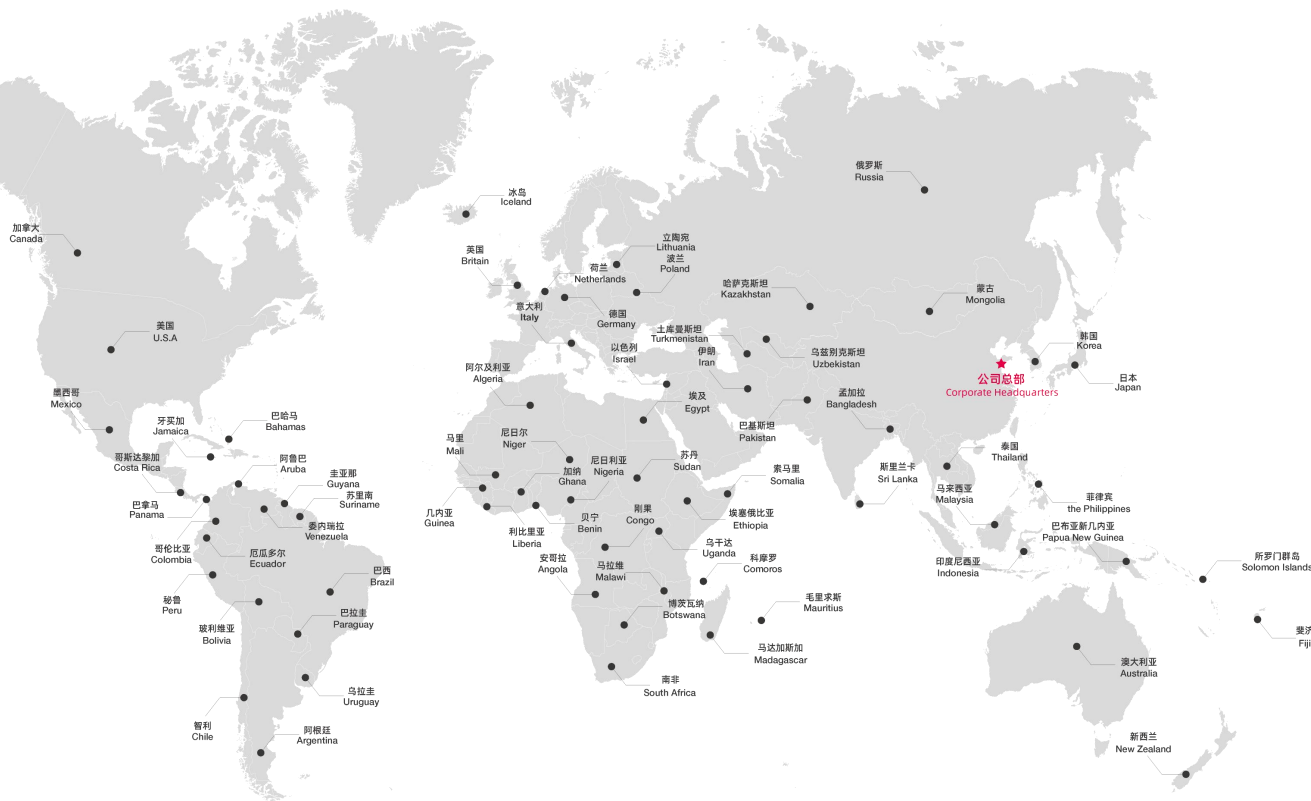 冰岛
Iceland
俄罗斯
Russia
加拿大
Canada
英国
Britain
立陶宛
Lithuania
波兰
Poland
荷兰
Netherlands
意大利
Italy
德国
Germany
哈萨克斯坦
Kazakhstan
蒙古
Mongolia
美国
U.S.A
土库曼斯坦
Turkmenistan
以色列
Israel
伊朗
Iran
乌兹别克斯坦
Uzbekistan
韩国
Korea
公司总部
Corporate Headquarters
日本
Japan
阿尔及利亚
Algeria
墨西哥
Mexico
埃及
Egypt
孟加拉
Bangladesh
巴基斯坦
Pakistan
牙买加
Jamaica
巴哈马
Bahamas
马里
Mali
尼日尔
Niger
尼日利亚
Nigeria
苏丹
Sudan
泰国
Thailand
哥斯达黎加
Costa Rica
阿鲁巴
Aruba
圭亚那
Guyana
苏里南
Suriname
加纳
Ghana
索马里
Somalia
斯里兰卡
Sri Lanka
马来西亚
Malaysia
菲律宾
the Philippines
巴拿马
Panama
委内瑞拉
Venezuela
几内亚
Guinea
利比里亚
Liberia
贝宁
Benin
刚果
Congo
埃塞俄比亚
Ethiopia
巴布亚新几内亚
Papua New Guinea
哥伦比亚
Colombia
厄瓜多尔
Ecuador
乌干达
Uganda
安哥拉
Angola
马拉维
Malawi
科摩罗
Comoros
印度尼西亚
Indonesia
所罗门群岛
Solomon Islands
巴西
Brazil
秘鲁
Peru
玻利维亚
Bolivia
巴拉圭
Paraguay
博茨瓦纳
Botswana
毛里求斯
Mauritius
斐济
Fiji
马达加斯加
Madagascar
澳大利亚
Australia
南非
South Africa
乌拉圭
Uruguay
智利
Chile
阿根廷
Argentina
新西兰
New Zealand